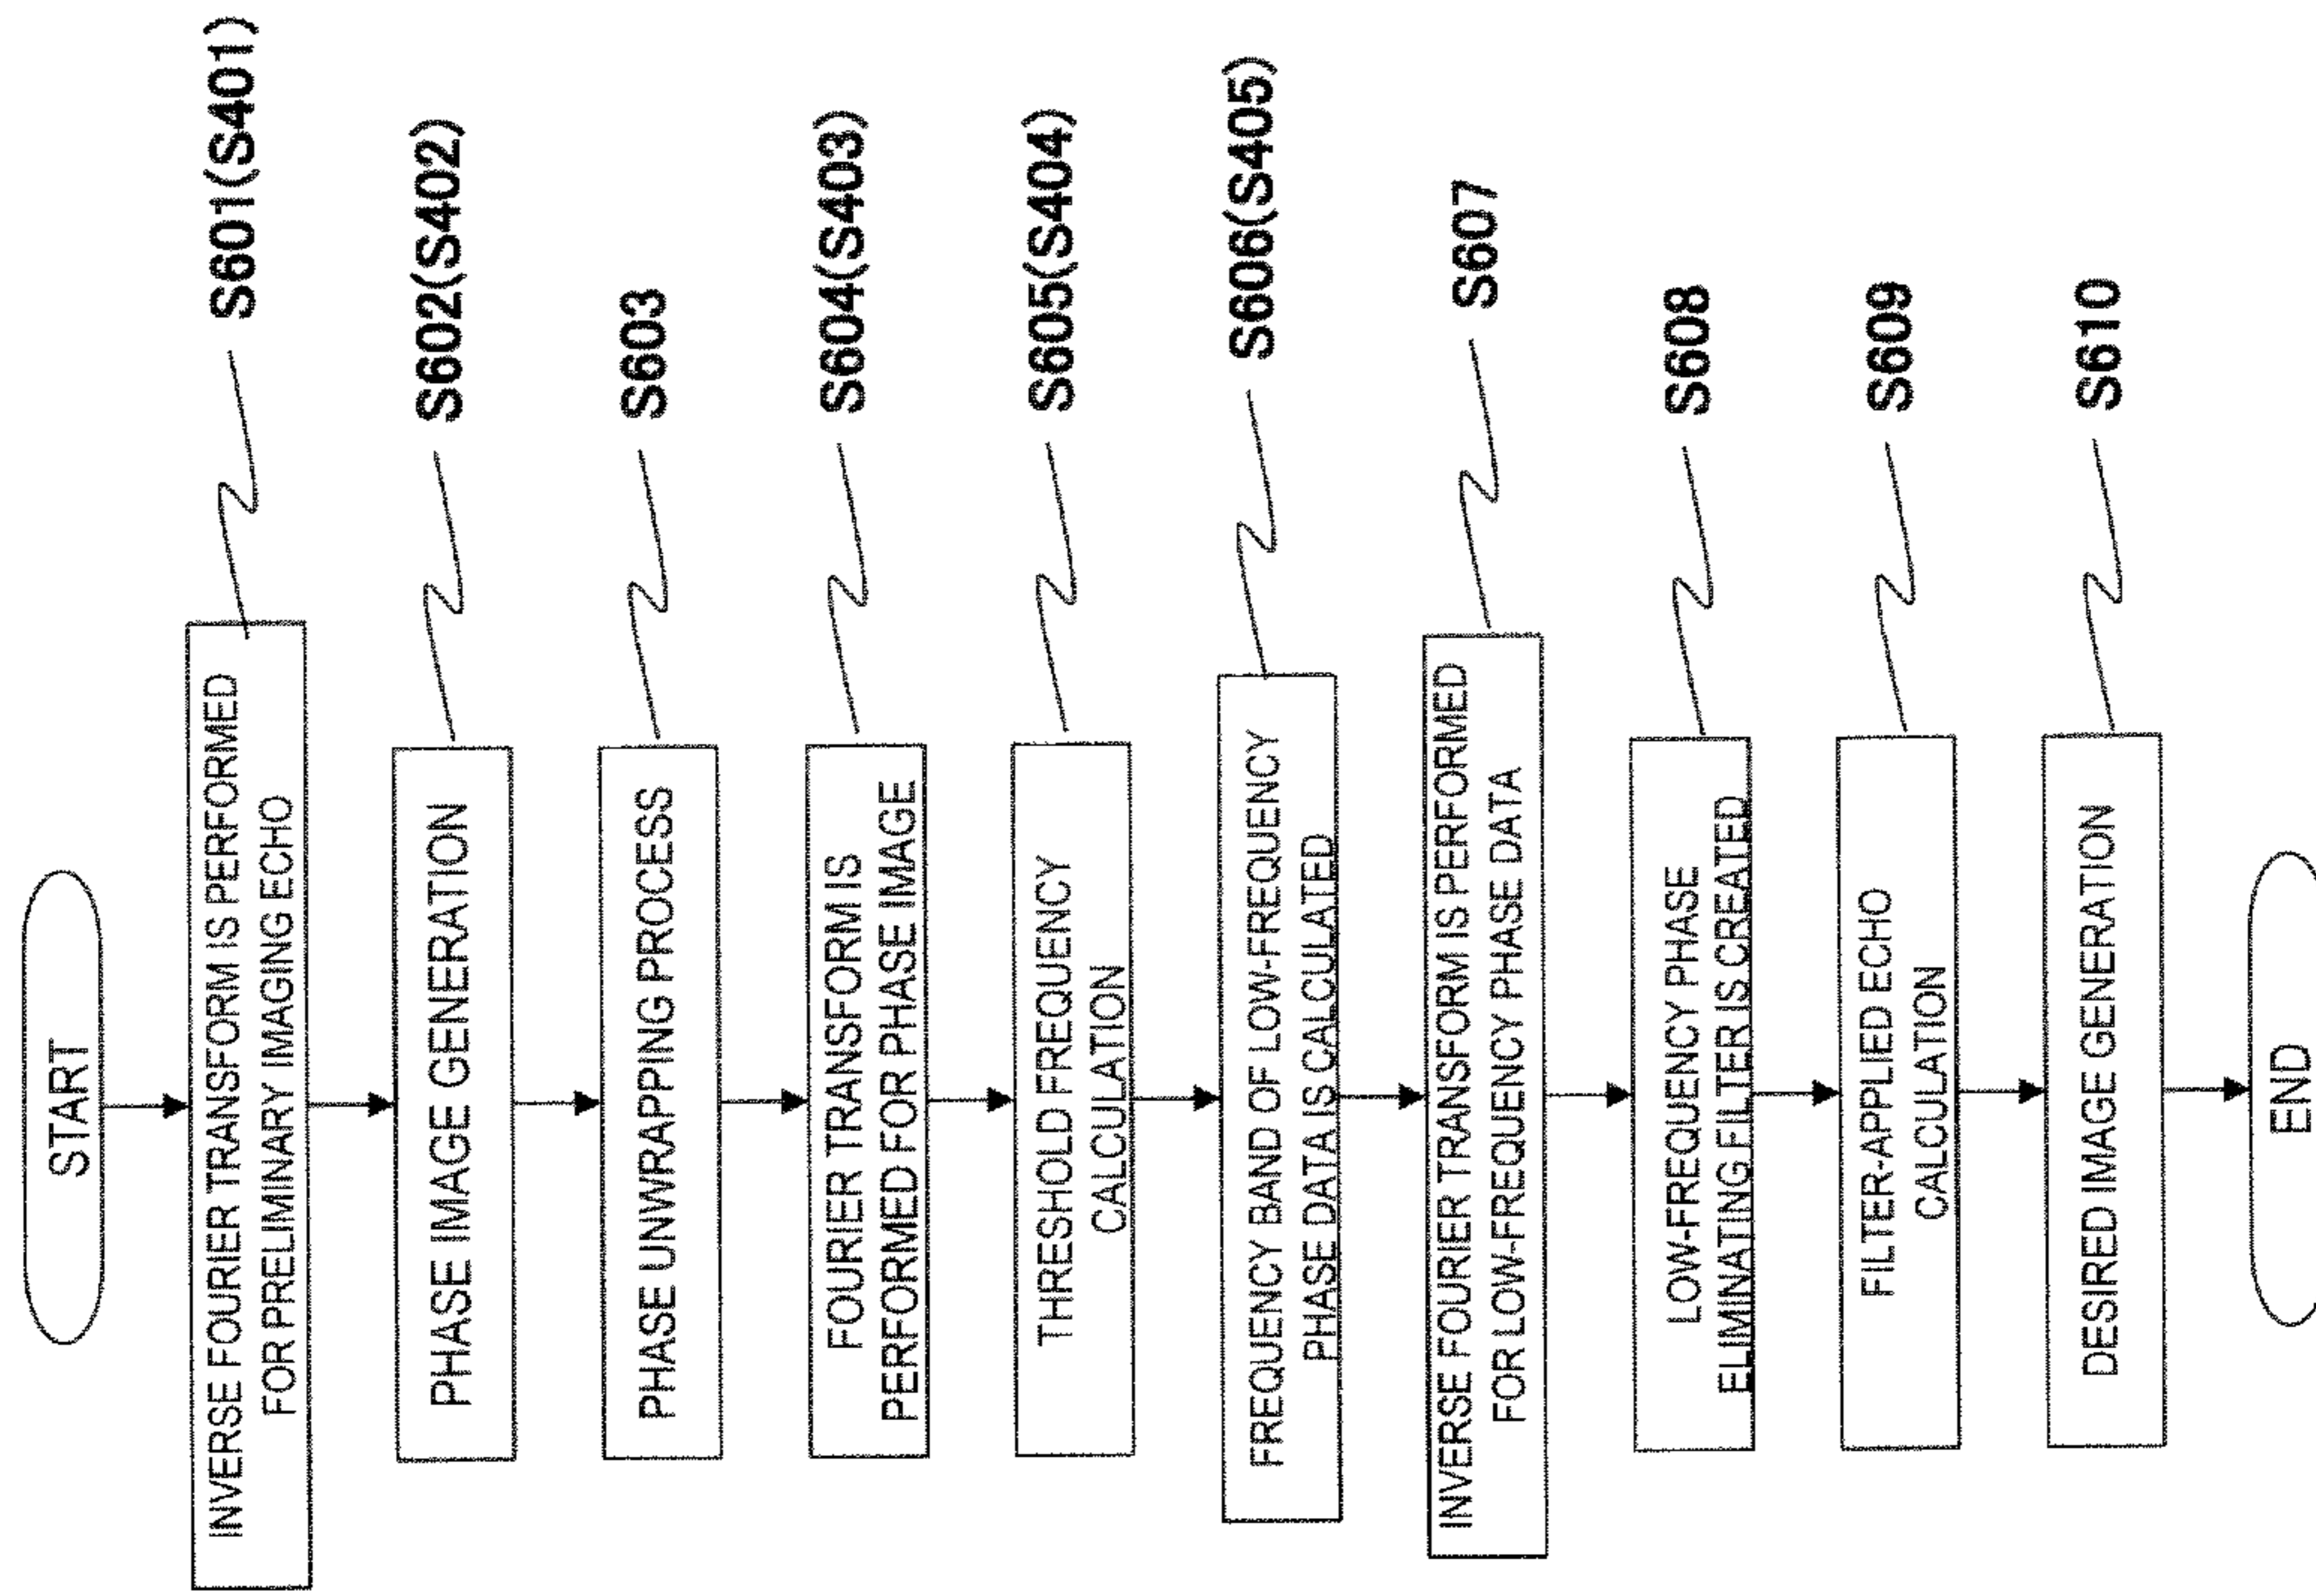 START
INVERSE FOURIER TRANSFORM IS PERFORMED
FOR PRELIMINARY IMAGING ECHO
S601(S401)
PHASE IMAGE GENERATION
S602(S402)
PHASE UNWRAPPING PROCESS
S603
FOURIER TRANSFORM IS
PERFORMED FOR PHASE IMAGE
S604(S403)
THRESHOLD FREQUENCY
CALCULATION
S605(S404)
FREQUENCY BAND OF LOW-FREQUENCY
PHASE DATA IS CALCULATED
S606(S405)
INVERSE FOURIER TRANSFORM IS PERFORMED
FOR LOW-FREQUENCY PHASE DATA
S607
LOW-FREQUENCY PHASE
ELIMINATING FILTER IS CREATED
S608
FILTER-APPLIED ECHO
CALCULATION
S609
DESIRED IMAGE GENERATION
S610
END